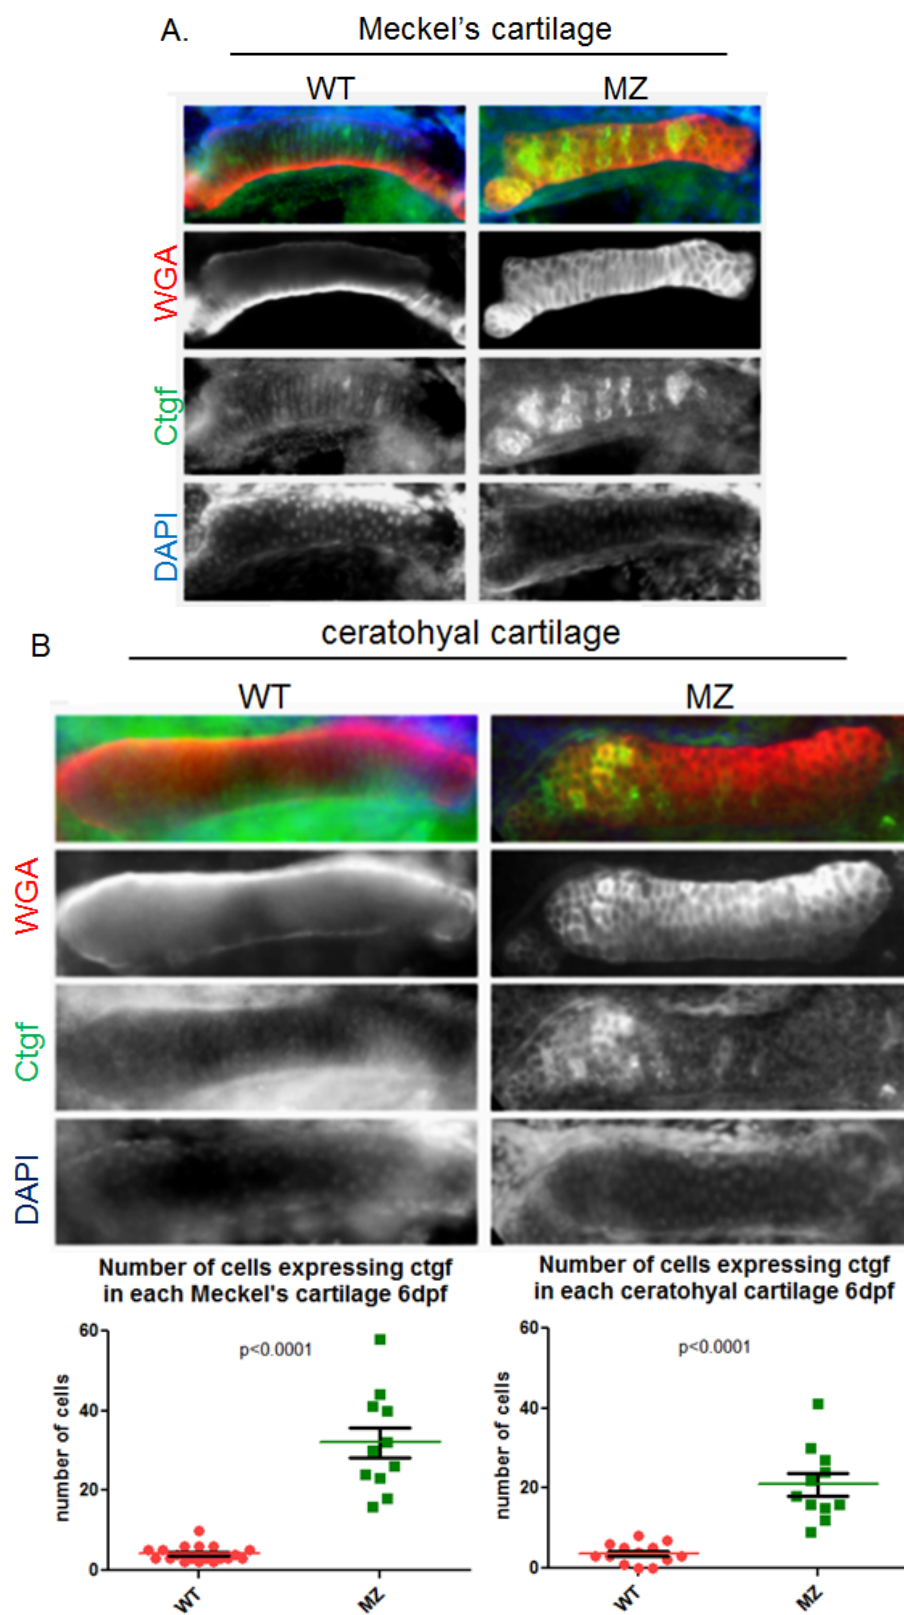 A.
Meckel's cartilage
WT
MZ
WGA
Ctgf
DAPI
B
ceratohyal cartilage
WT
MZ
WGA
Ctgf
DAPI
Number of cells expressing ctgf
in each Meckel's cartilage 6dpf
number of cells
60
40
20
0
p<0.0001
WT
MZ
Number of cells expressing ctgf
in each ceratohyal cartilage 6dpf
number of cells
60
40
20
0
p<0.0001
WT
MZ